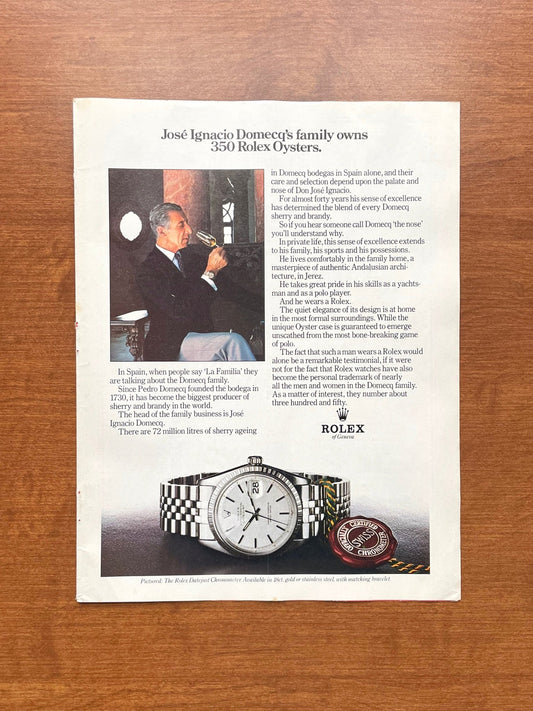 José Ignacio Domecq's family owns
350 Rolex Oysters.
In Spain, when people say 'La Familia' they
are talking about the Domecq family.
Since Pedro Domecq founded the bodega in
1730, it has become the biggest producer of
sherry and brandy in the world.
The head of the family business is José
Ignacio Domecq.
There are 72 million litres of sherry ageing
in Domecq bodegas in Spain alone, and their
care and selection depend upon the palate and
nose of Don José Ignacio.
For almost forty years his sense of excellence
has determined the blend of every Domecq
sherry and brandy.
So if you hear someone call Domecq 'the nose'
you'll understand why.
In private life, this sense of excellence extends
to his family, his sports and his possessions.
He lives comfortably in the family home, a
masterpiece of authentic Andalusian archi-
tecture, in Jerez.
He takes great pride in his skills as a yachts-
man and as a polo player.
And he wears a Rolex.
The quiet elegance of its design is at home
in the most formal surroundings. While the
unique Oyster case is guaranteed to emerge
unscathed from the most bone-breaking game
of polo.
The fact that such a man wears a Rolex would
alone be a remarkable testimonial, if it were
not for the fact that Rolex watches have also
become the personal trademark of nearly
all the men and women in the Domecq family.
As a matter of interest, they number about
three hundred and fifty.
ROLEX
of Geneva
28
OFFICIALLY CERTIFIED
SWISS
CHRONOMETER
Pictured: The Rolex Datejust Chronometer. Available in 18ct. gold or stainless steel, with matching bracelet.